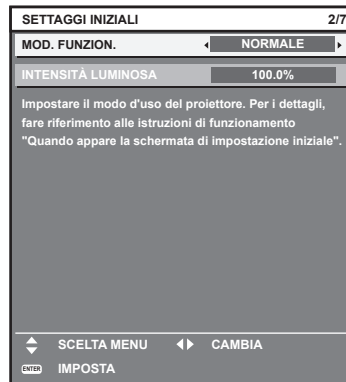 SETTAGGI INIZIALI 2/7
MOD. FUNZION. NORMALE
INTENSITÀ LUMINOSA 100.0%
Impostare il modo d'uso del proiettore. Per i dettagli,
fare riferimento alle istruzioni di funzionamento
"Quando appare la schermata di impostazione iniziale".
SCELTA MENU CAMBIA
ENTER IMPOSTA